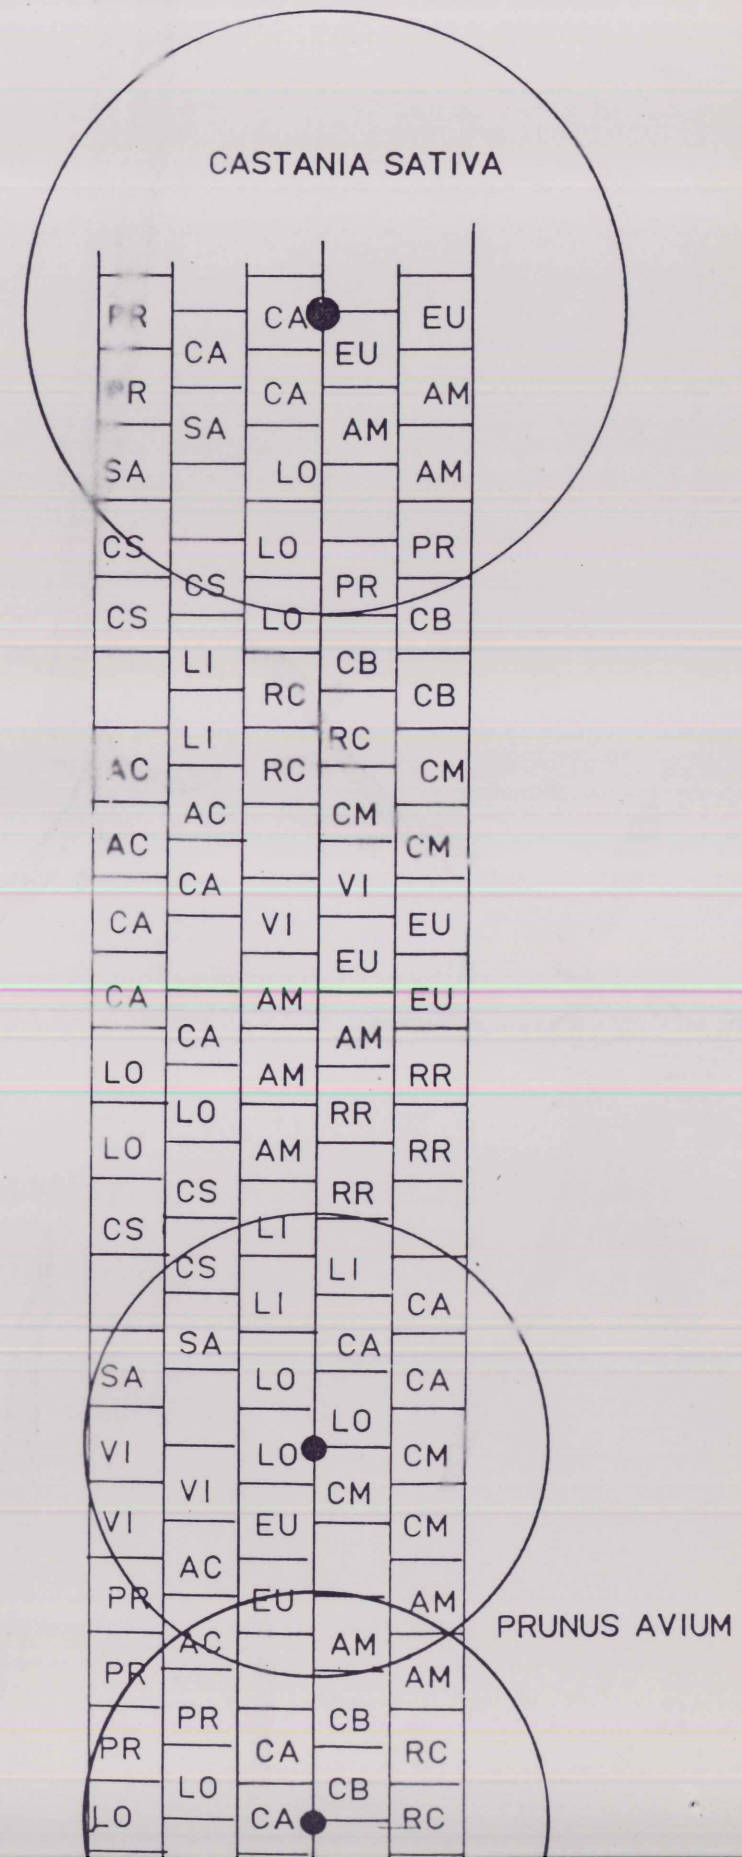 CASTANIA SATIVA
PR CA EU
CA EU
PR CA AM
SA AM
SA LO AM
CS LO PR
CS PR
CS LO CB
LI CB
RC CB
LI RC
AC RC CM
AC CM
AC CM
CA VI
CA VI EU
EU
CA AM EU
CA AM
LO AM RR
LO RR
LO AM RR
CS RR
CS LI
CS LI
LI CA
SA CA
SA LO CA
LO
VI LO CM
VI CM
VI EU CM
AC
PR EU AM
PRUNUS AVIUM
AC AM
PR AM
PR CB
PR CA RC
LO CB
LO CA RC